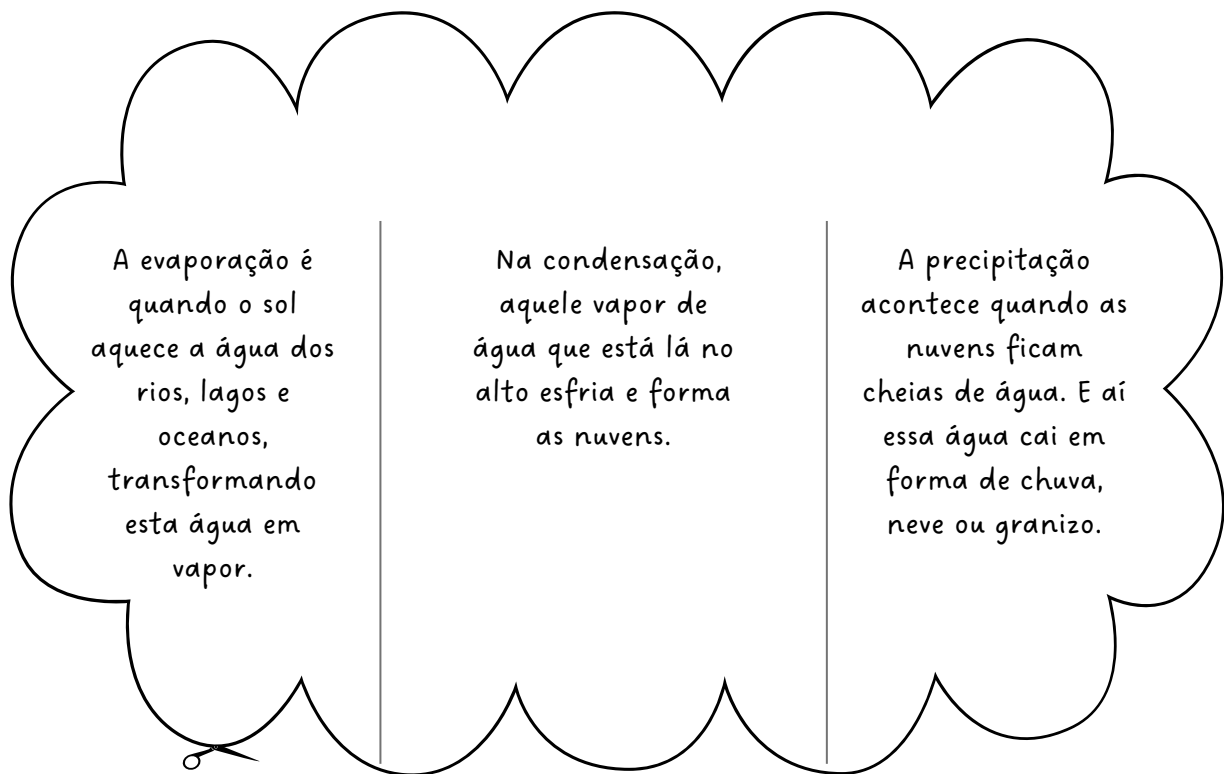 A evaporação é
quando o sol
aquece a água dos
rios, lagos e
oceanos,
transformando
esta água em
vapor.
Na condensação,
aquele vapor de
água que está lá no
alto esfria e forma
as nuvens.
A precipitação
acontece quando as
nuvens ficam
cheias de água. E aí
essa água cai em
forma de chuva,
neve ou granizo.